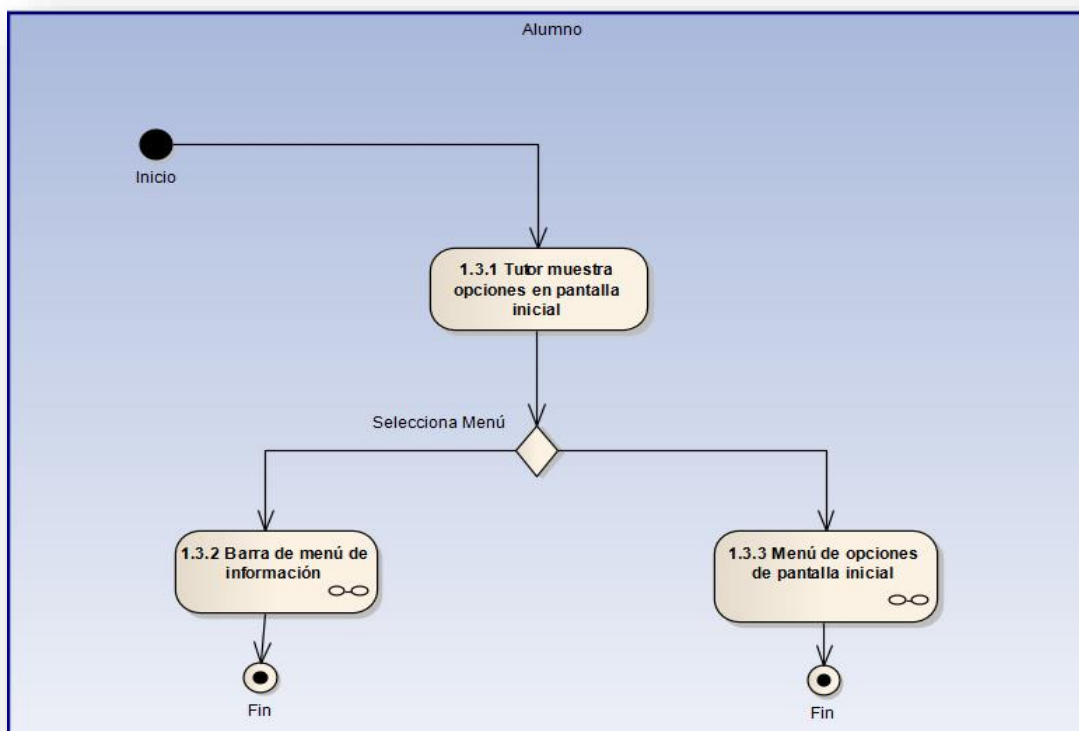 Alumno
Inicio
1.3.1 Tutor muestra
opciones en pantalla
inicial
Selecciona Menú
1.3.2 Barra de menú de
información
1.3.3 Menú de opciones
de pantalla inicial
Fin
Fin